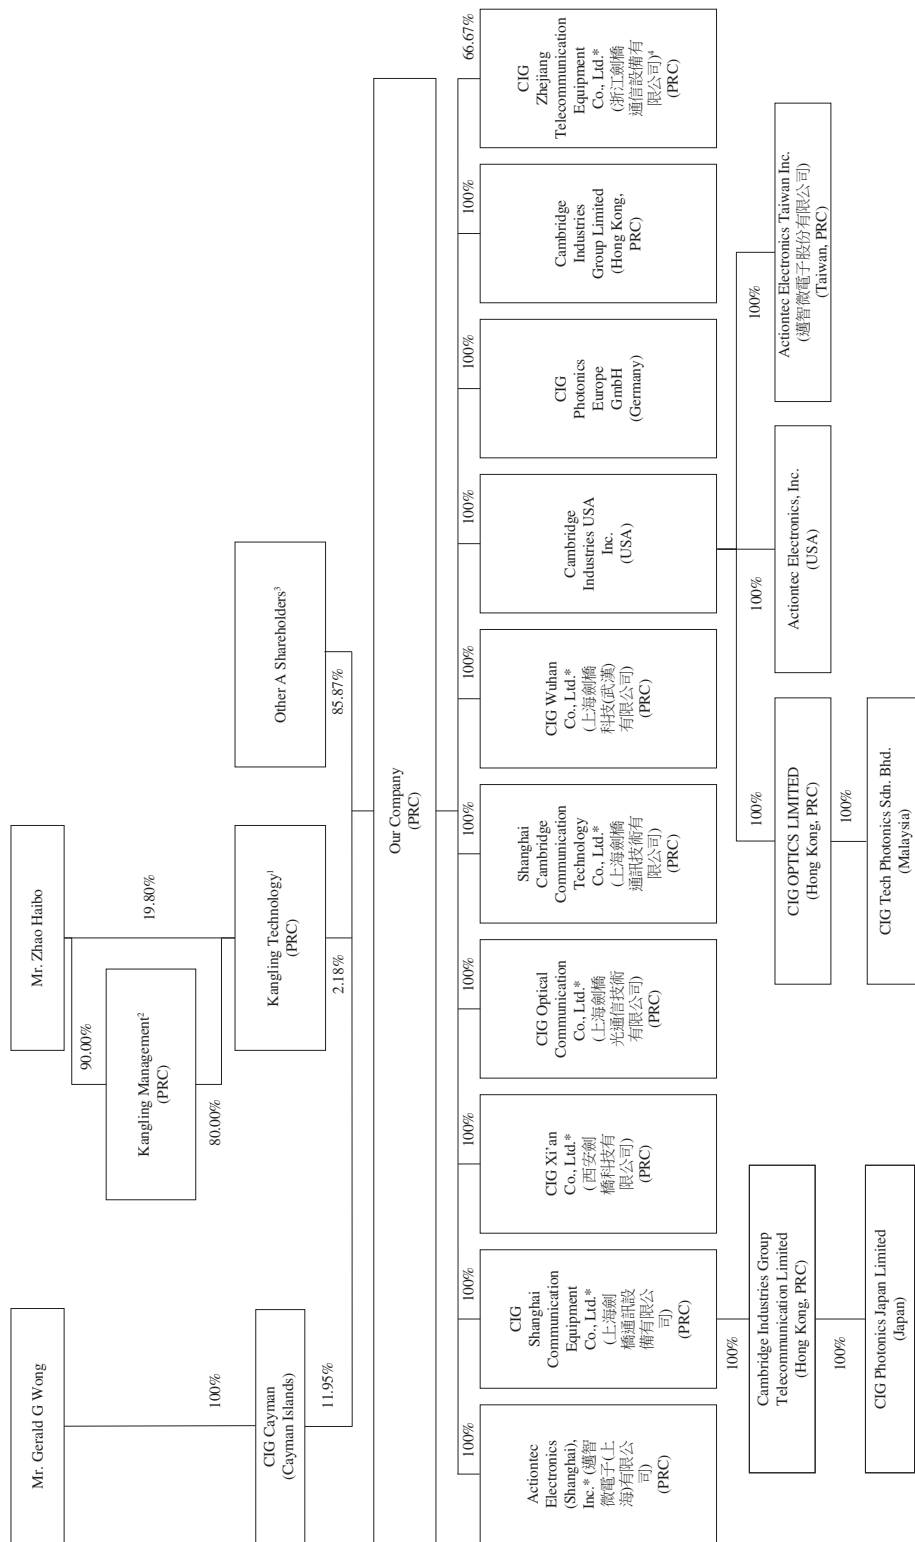 Mr. Gerald G Wong
Mr. Zhao Haibo
100%
90.00%
19.80%
Kangling Management²
(PRC)
80.00%
CIG Cayman
(Cayman Islands)
Kangling Technology¹
(PRC)
Other A Shareholders³
11.95%
2.18%
85.87%
Our Company
(PRC)
100%
100%
100%
100%
100%
100%
100%
100%
100%
66.67%
Actiontec
Electronics
(Shanghai),
Inc.* (邁智
微電子(上
海)有限公
司)
(PRC)
CIG
Shanghai
Communication
Equipment
Co., Ltd.*
(上海劍
橋通訊設
備有限公
司)
(PRC)
CIG Xi'an
Co., Ltd.*
( 西安劍
橋科技有
限公司)
(PRC)
CIG Optical
Communication
Co., Ltd.*
(上海劍橋
光通信技術
有限公司)
(PRC)
Shanghai
Canbridge
Communication
Technology
Co., Ltd.*
(上海劍橋
通訊技術有
限公司)
(PRC)
CIG Wuhan
Co., Ltd.*
(上海劍橋
科技(武漢)
有限公司)
(PRC)
Cambridge
Industries USA
Inc.
(USA)
CIG
Photonics
Europe
GmbH
(Germany)
Cambridge
Industries
Group Limited
(Hong Kong,
PRC)
CIG
Zhejiang
Telecommunication
Equipment
Co., Ltd.*
(浙江劍橋
通信設備有
限公司)⁴
(PRC)
100%
100%
100%
100%
Cambridge Industries Group
Telecommunication Limited
(Hong Kong, PRC)
CIG OPTICS LIMITED
(Hong Kong, PRC)
Actiontec Electronics, Inc.
(USA)
Actiontec Electronics Taiwan Inc.
(邁智微電子股份有限公司)
(Taiwan, PRC)
100%
100%
CIG Photonics Japan Limited
(Japan)
CIG Tech Photonics Sdn. Bhd.
(Malaysia)